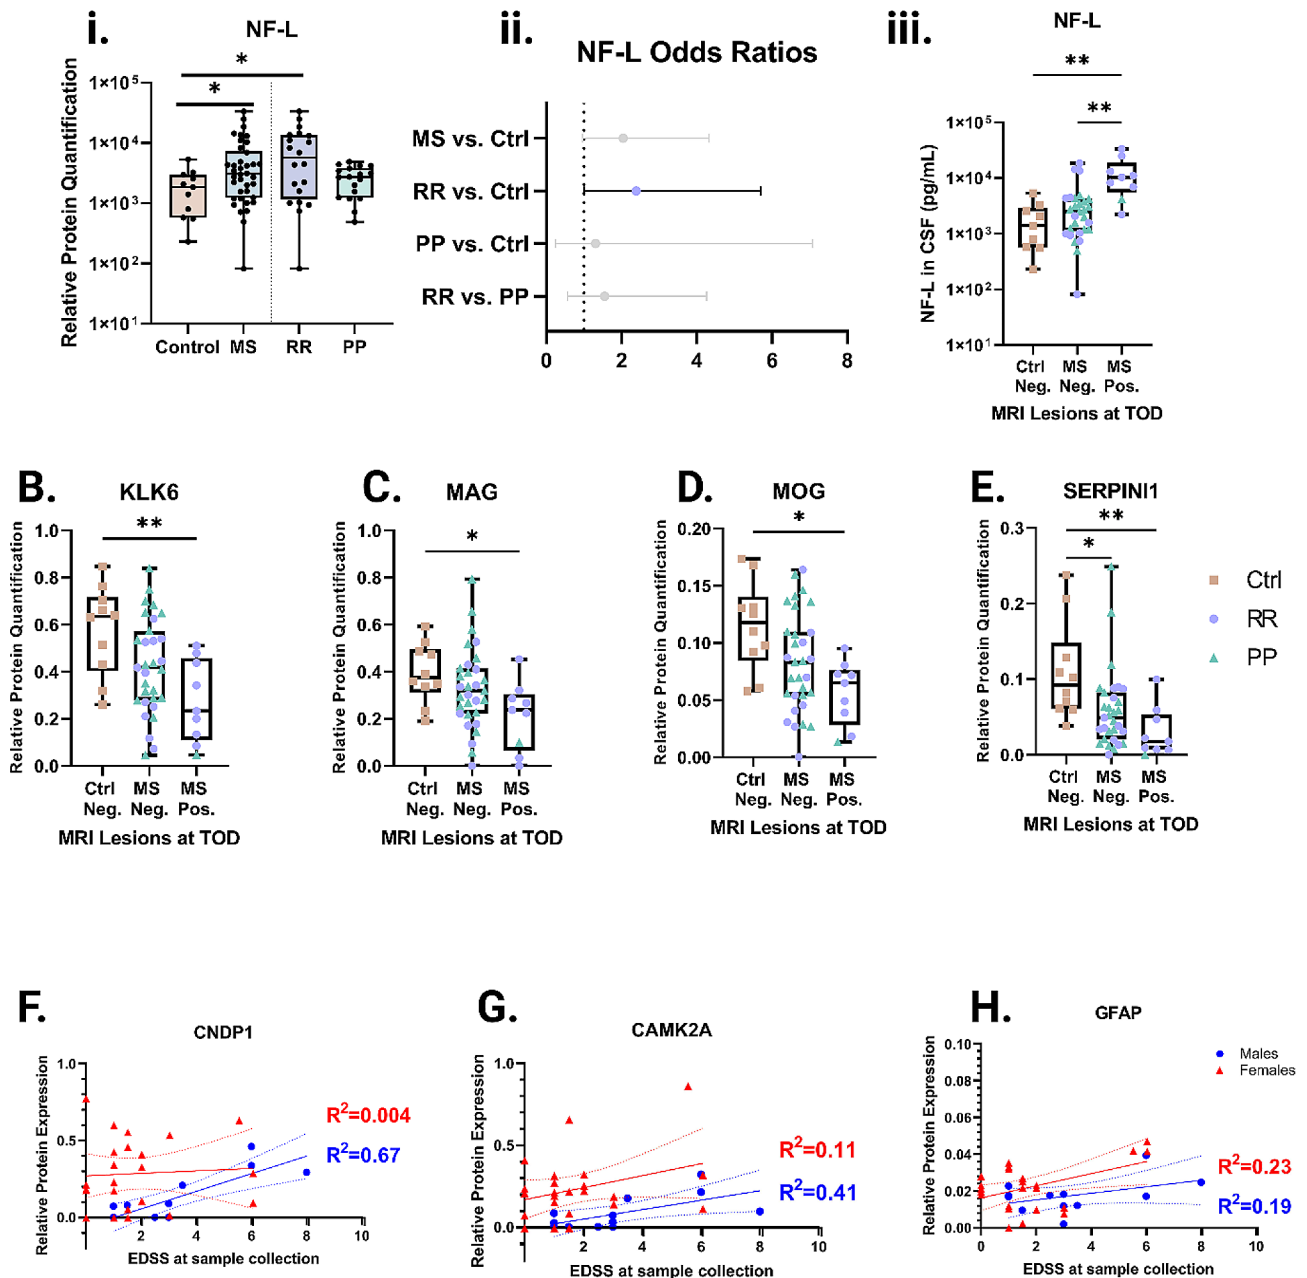 i.
NF-L
*
*
Relative Protein Quantification
1×10^5
1×10^4
1×10^3
1×10^2
1×10^1
Control MS RR PP
ii.
NF-L Odds Ratios
MS vs. Ctrl
RR vs. Ctrl
PP vs. Ctrl
RR vs. PP
0 2 4 6 8
iii.
NF-L
**
**
NF-L in CSF (pg/mL)
1×10^5
1×10^4
1×10^3
1×10^2
1×10^1
Ctrl MS MS
Neg. Neg. Pos.
MRI Lesions at TOD
B.
KLK6
**
Relative Protein Quantification
1.0
0.8
0.6
0.4
0.2
0.0
Ctrl MS MS
Neg. Neg. Pos.
MRI Lesions at TOD
C.
MAG
*
Relative Protein Quantification
1.0
0.8
0.6
0.4
0.2
0.0
Ctrl MS MS
Neg. Neg. Pos.
MRI Lesions at TOD
D.
MOG
*
Relative Protein Quantification
0.20
0.15
0.10
0.05
0.00
Ctrl MS MS
Neg. Neg. Pos.
MRI Lesions at TOD
E.
SERPINI1
**
*
Relative Protein Quantification
0.3
0.2
0.1
0.0
Ctrl MS MS
Neg. Neg. Pos.
MRI Lesions at TOD
Ctrl
RR
PP
F.
CNDP1
Relative Protein Expression
1.0
0.5
0.0
R²=0.004
R²=0.67
2 4 6 8 10
EDSS at sample collection
G.
CAMK2A
Relative Protein Expression
1.0
0.5
0.0
R²=0.11
R²=0.41
2 4 6 8 10
EDSS at sample collection
H.
GFAP
Relative Protein Expression
0.10
0.08
0.06
0.04
0.02
0.00
Males
Females
R²=0.23
R²=0.19
0 2 4 6 8 10
EDSS at sample collection